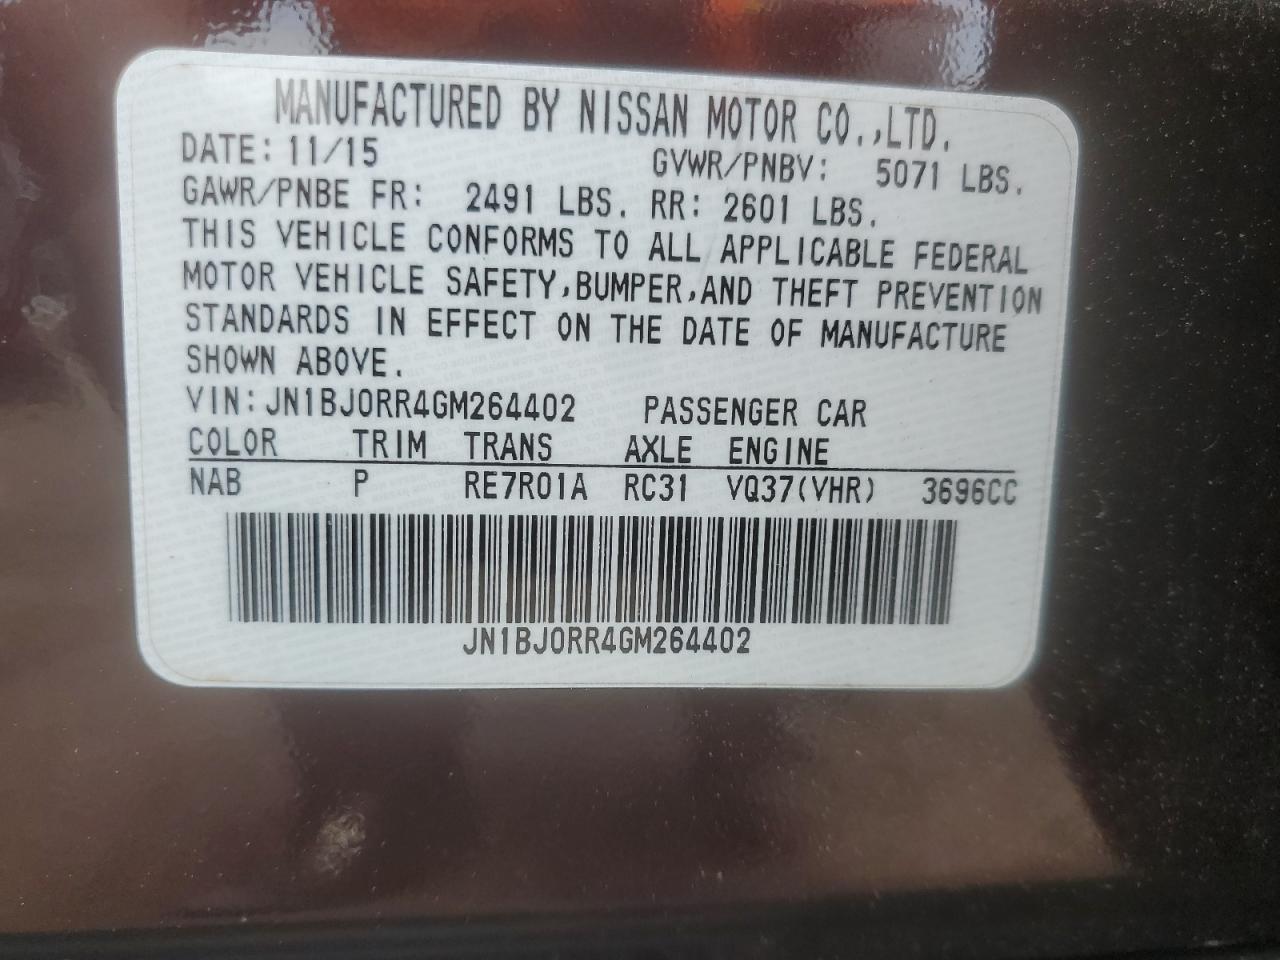 MANUFACTURED BY NISSAN MOTOR CO.,LTD.
DATE: 11/15 GVWR/PNBV: 5071 LBS.
GAWR/PNBE FR: 2491 LBS. RR: 2601 LBS.
THIS VEHICLE CONFORMS TO ALL APPLICABLE FEDERAL
MOTOR VEHICLE SAFETY,BUMPER,AND THEFT PREVENTION
STANDARDS IN EFFECT ON THE DATE OF MANUFACTURE
SHOWN ABOVE.
VIN:JN1BJ0RR4GM264402 PASSENGER CAR
COLOR TRIM TRANS AXLE ENGINE
NAB P RE7R01A RC31 VQ37(VHR) 3696CC
JN1BJ0RR4GM264402